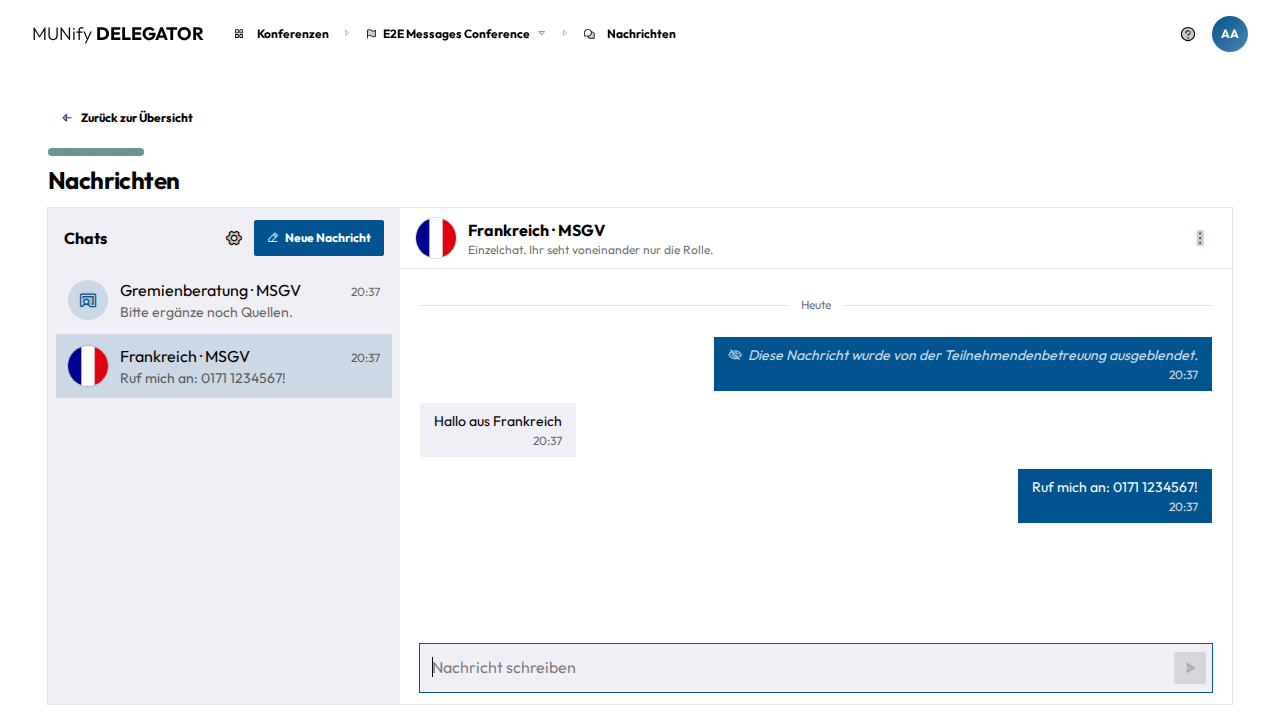 MUNify DELEGATOR
Konferenzen
E2E Messages Conference
Nachrichten
AA
Zurück zur Übersicht
Nachrichten
Chats
Neue Nachricht
Gremienberatung · MSGV
20:37
Bitte ergänze noch Quellen.
Frankreich · MSGV
20:37
Ruf mich an: 0171 1234567!
Frankreich · MSGV
Einzelchat. Ihr seht voneinander nur die Rolle.
Heute
Diese Nachricht wurde von der Teilnehmendenbetreuung ausgeblendet.
20:37
Hallo aus Frankreich
20:37
Ruf mich an: 0171 1234567!
20:37
Nachricht schreiben